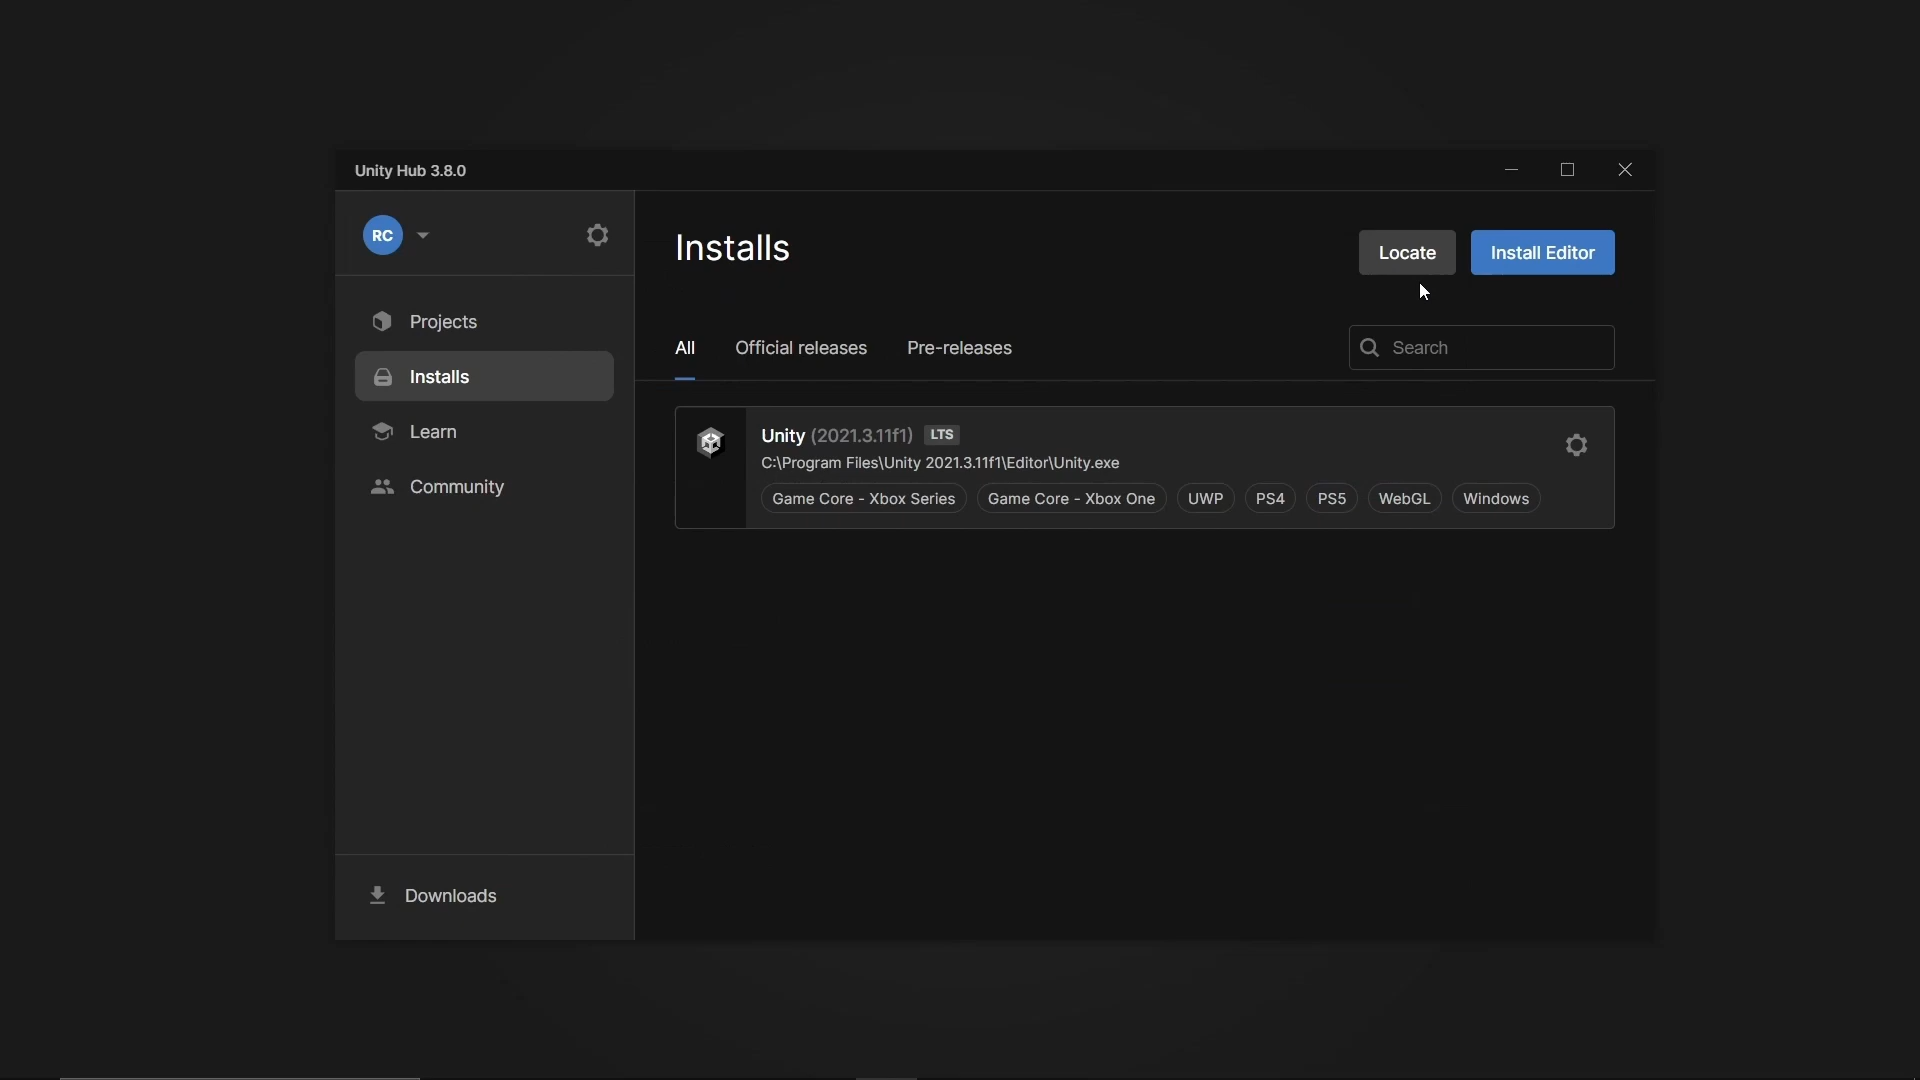 Unity Hub 3.8.0
RC
Projects
Installs
Learn
Community
Downloads
Installs
Locate
Install Editor
All
Official releases
Pre-releases
Search
Unity (2021.3.11f1) LTS
C:\Program Files\Unity 2021.3.11f1\Editor\Unity.exe
Game Core - Xbox Series
Game Core - Xbox One
UWP
PS4
PS5
WebGL
Windows